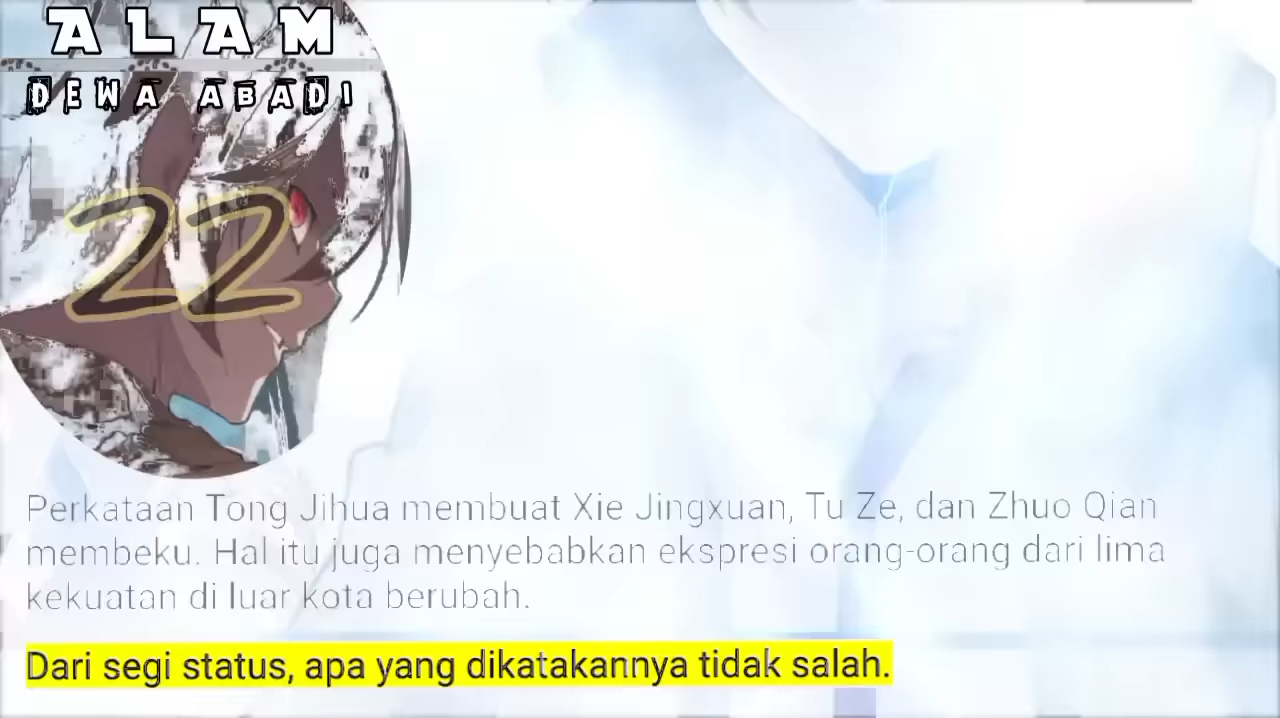 ALAM
DEWA ABADI
22
Perkataan Tong Jihua membuat Xie Jingxuan, Tu Ze, dan Zhuo Qian
membeku. Hal itu juga menyebabkan ekspresi orang-orang dari lima
kekuatan di luar kota berubah.
Dari segi status, apa yang dikatakannya tidak salah.